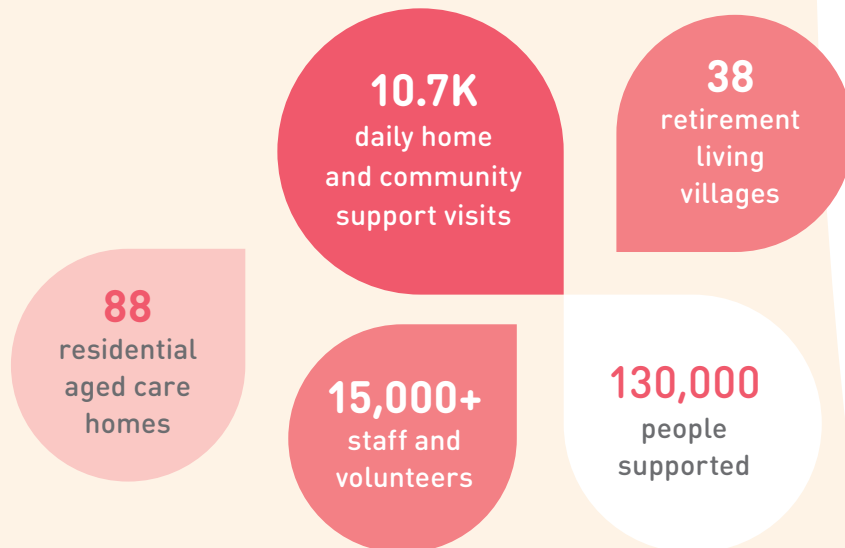 10.7K
daily home
and community
support visits
38
retirement
living
villages
88
residential
aged care
homes
15,000+
staff and
volunteers
130,000
people
supported